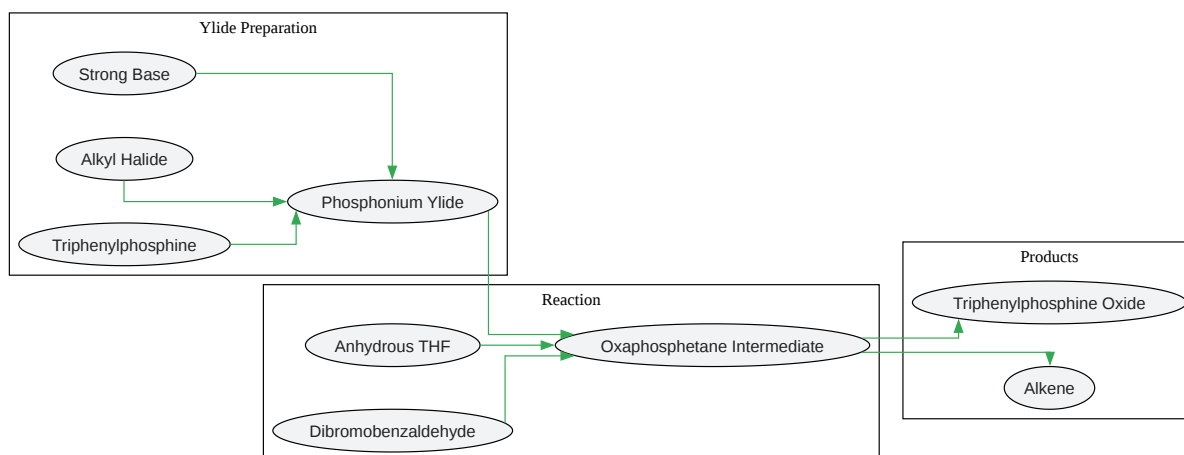 Ylide Preparation
Strong Base
Alkyl Halide
Phosphonium Ylide
Triphenylphosphine
Reaction
Anhydrous THF
Oxaphosphetane Intermediate
Dibromobenzaldehyde
Products
Triphenylphosphine Oxide
Alkene